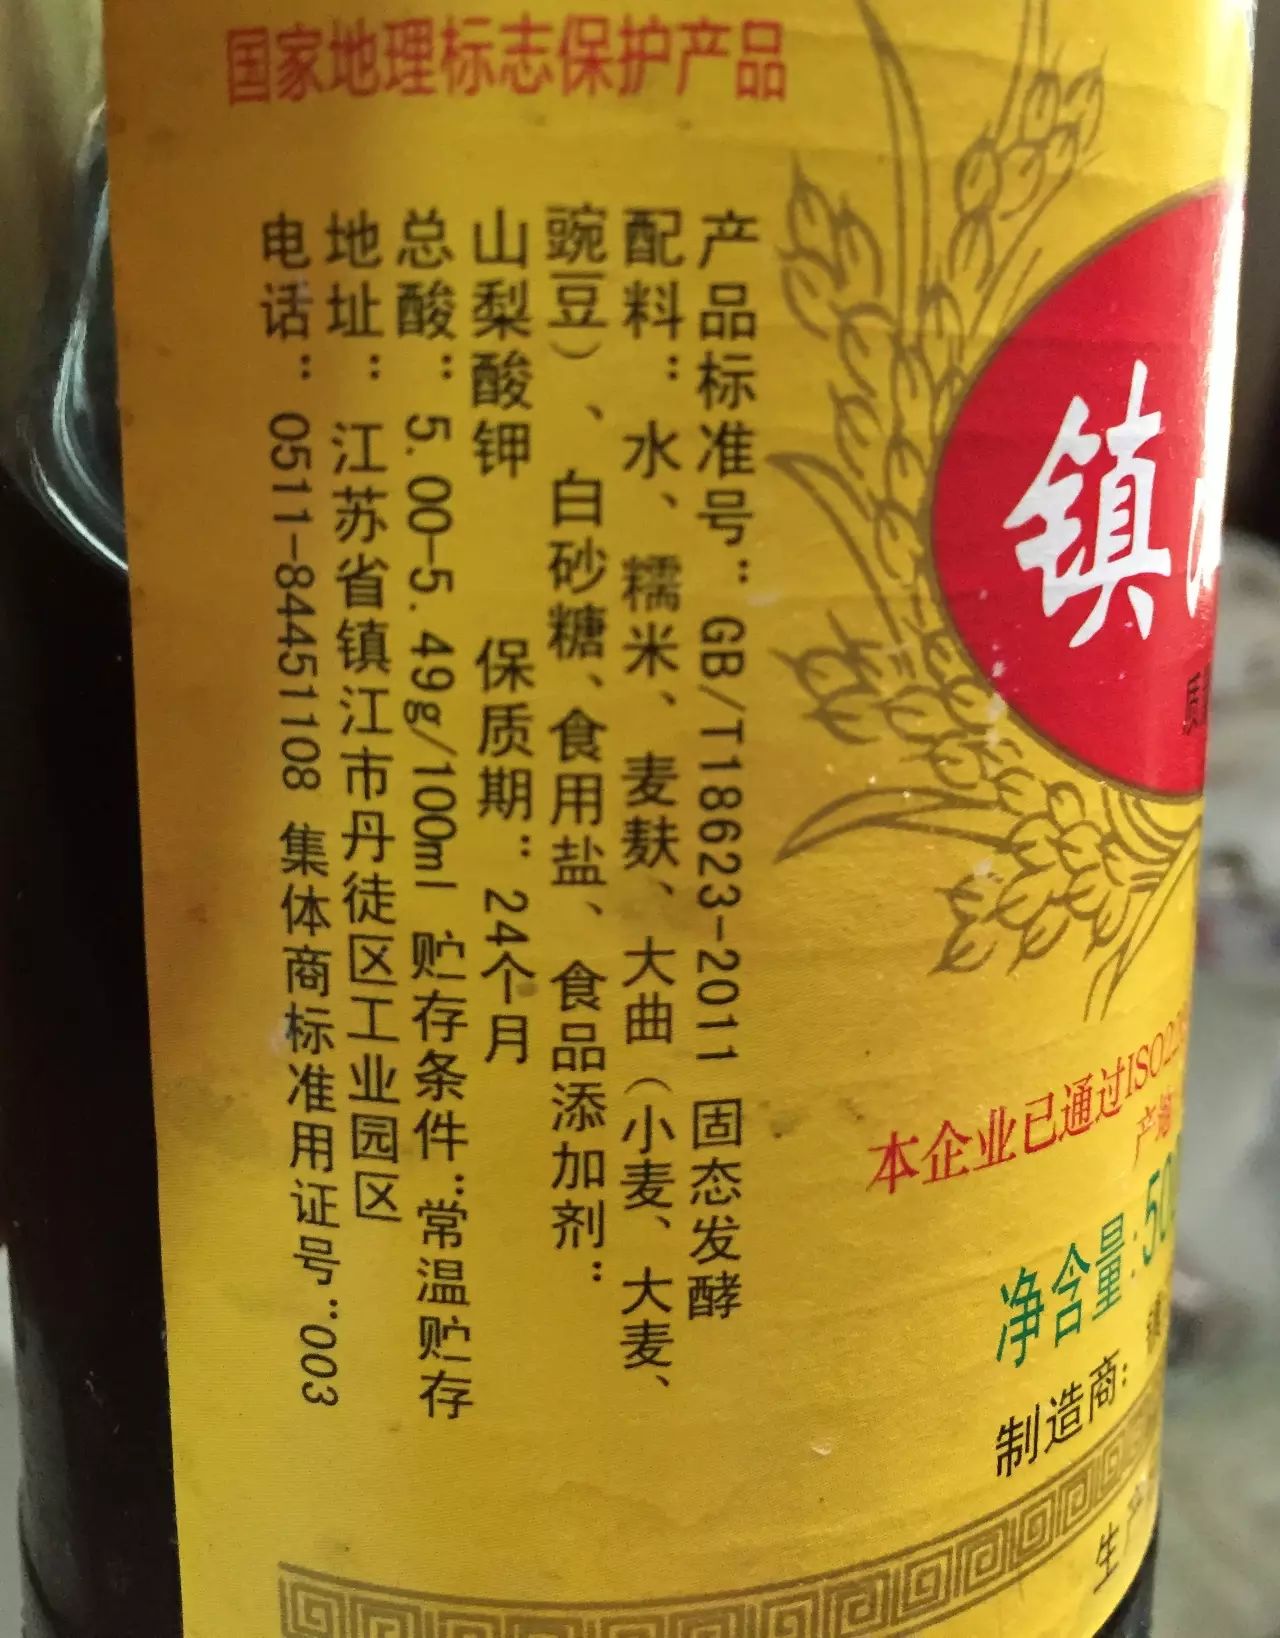 国家地理标志保护产品
产品标准号：GB/T18623-2011 固态发酵
配料：水、糯米、麦麸、大曲（小麦、大麦、
豌豆）、白砂糖、食用盐、食品添加剂：
山梨酸钾 保质期：24个月
总酸：5.00-5.49g/100ml 贮存条件：常温贮存
地址：江苏省镇江市丹徒区工业园区
电话：0511-84451108 集体商标准用证号：003
镇
本企业已通过ISO22
产地
净含量:50
制造商:
生产